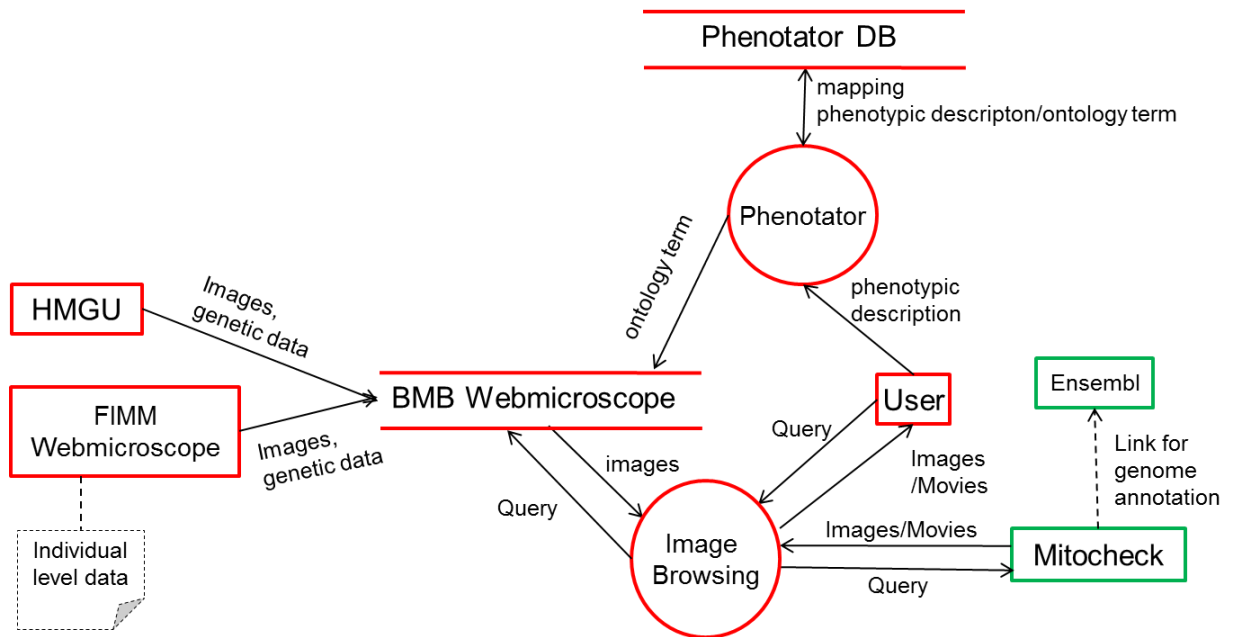 Phenotator DB
mapping
phenotypic descripton/ontology term
Phenotator
ontology term
phenotypic
description
HMGU
Images,
genetic data
FIMM
Webmicroscope
Images,
genetic data
BMB Webmicroscope
User
Ensembl
Query
Images
/Movies
Link for
genome
annotation
images
Query
Image
Browsing
Images/Movies
Query
Mitocheck
Individual
level data